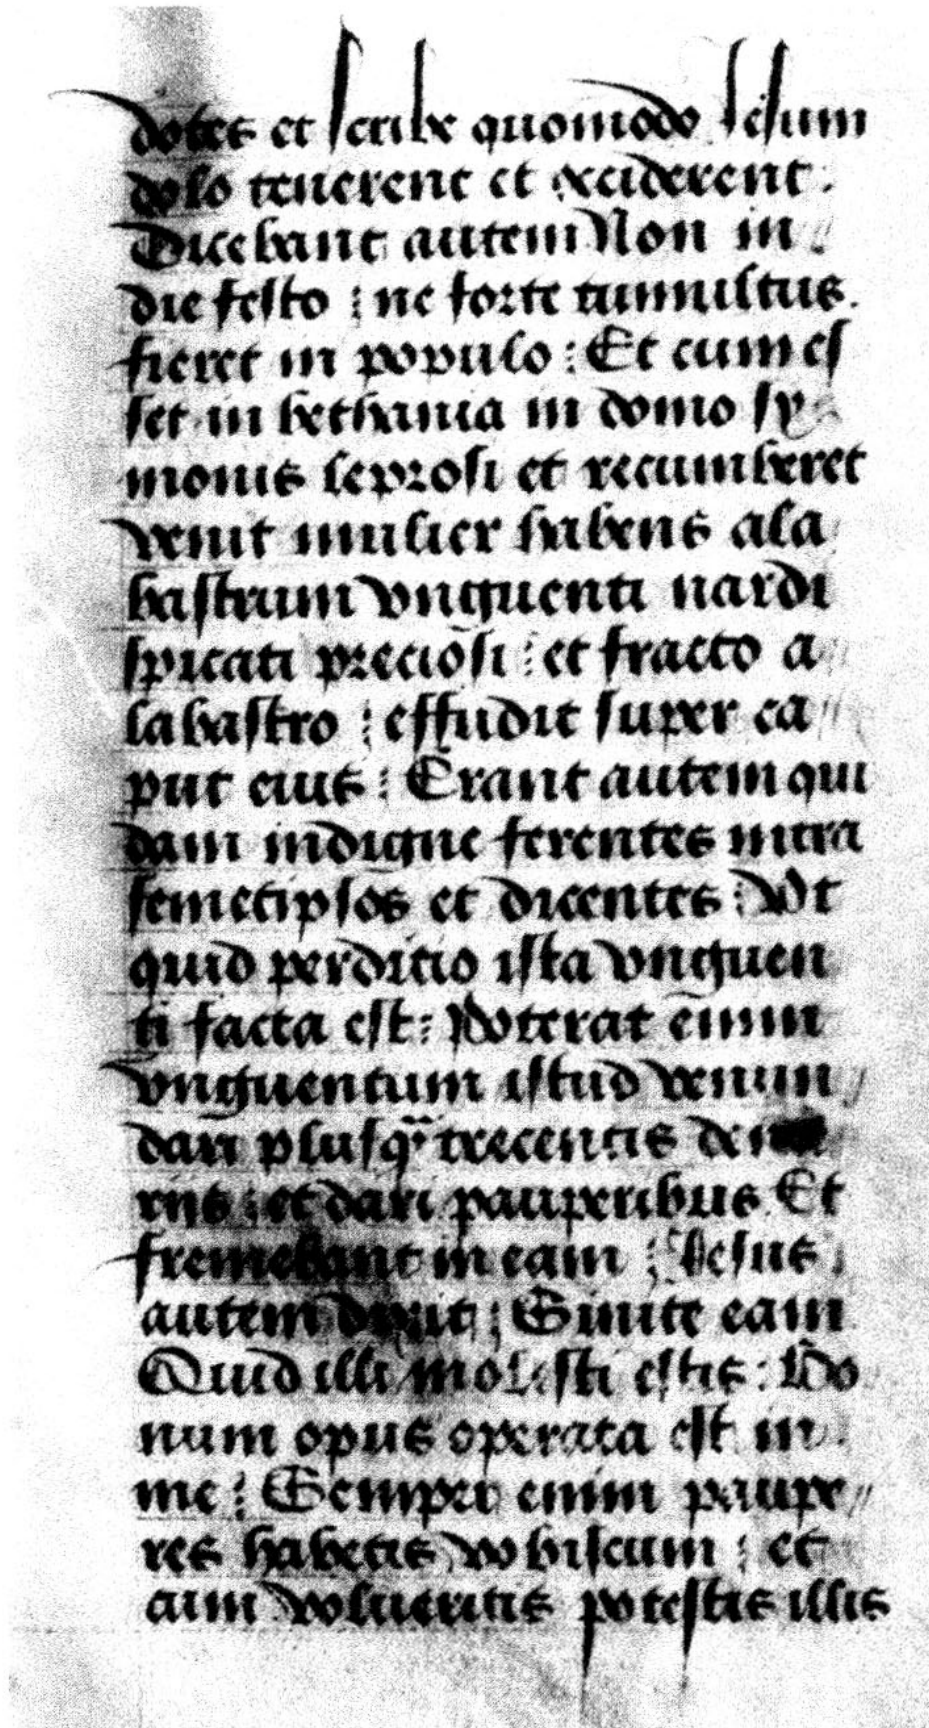 dotes et scribe quomodo Iesum
dolo tenerent et occiderent :
Dicebant autem Non in
die festo : ne forte tumultus.
fieret in populo : Et cum es
set in bethania in domo sy
monis leprosi et recumberet
venit mulier habens ala
bastrum vnguenti nardi
spicati preciosi : et fracto a
labastro : effudit super ca
put eius : Erant autem qui
dam indigne ferentes intra
semetipsos et dicentes : Vt
quid perditio ista vnguen
ti facta est : Poterat enim
vnguentum istud venun
dari plusq̃ trecentis dena
riis : et dari pauperibus Et
fremebant in eam : Iesus
autem dixit : Sinite eam
Quid illi molesti estis : Bo
num opus operata est in
me : Semper enim paupe
res habetis vobiscum : et
cum volueritis potestis illis